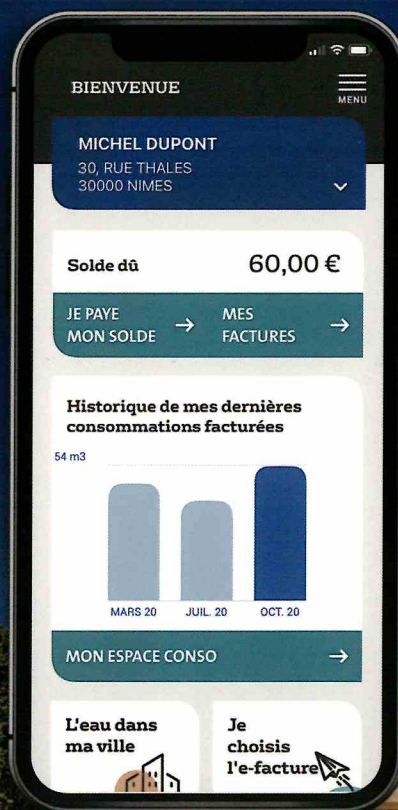 BIENVENUE
MENU
MICHEL DUPONT
30, RUE THALES
30000 NIMES
Solde dû 60,00 €
JE PAYE
MON SOLDE
MES
FACTURES
Historique de mes dernières
consommations facturées
54 m3
MARS 20 JUIL. 20 OCT. 20
MON ESPACE CONSO
L'eau dans
ma ville
Je
choisis
l'e-facture